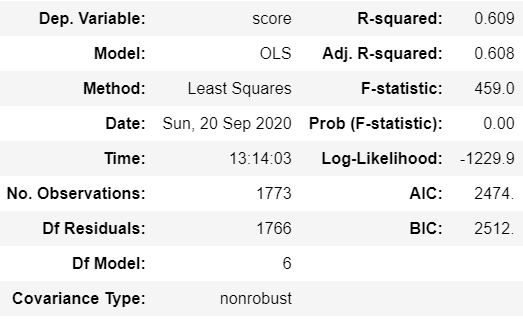 Dep. Variable: score R-squared: 0.609
Model: OLS Adj. R-squared: 0.608
Method: Least Squares F-statistic: 459.0
Date: Sun, 20 Sep 2020 Prob (F-statistic): 0.00
Time: 13:14:03 Log-Likelihood: -1229.9
No. Observations: 1773 AIC: 2474.
Df Residuals: 1766 BIC: 2512.
Df Model: 6
Covariance Type: nonrobust